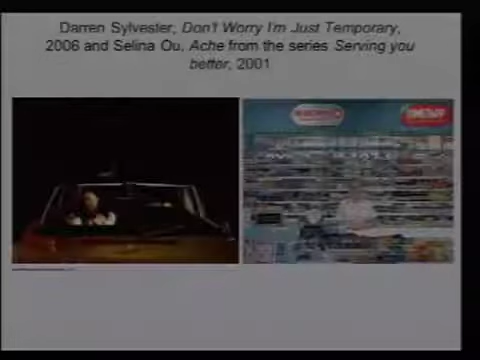 Darren Sylvester, Don't Worry I'm Just Temporary,
2006 and Selina Ou, Ache from the series Serving you
better, 2001